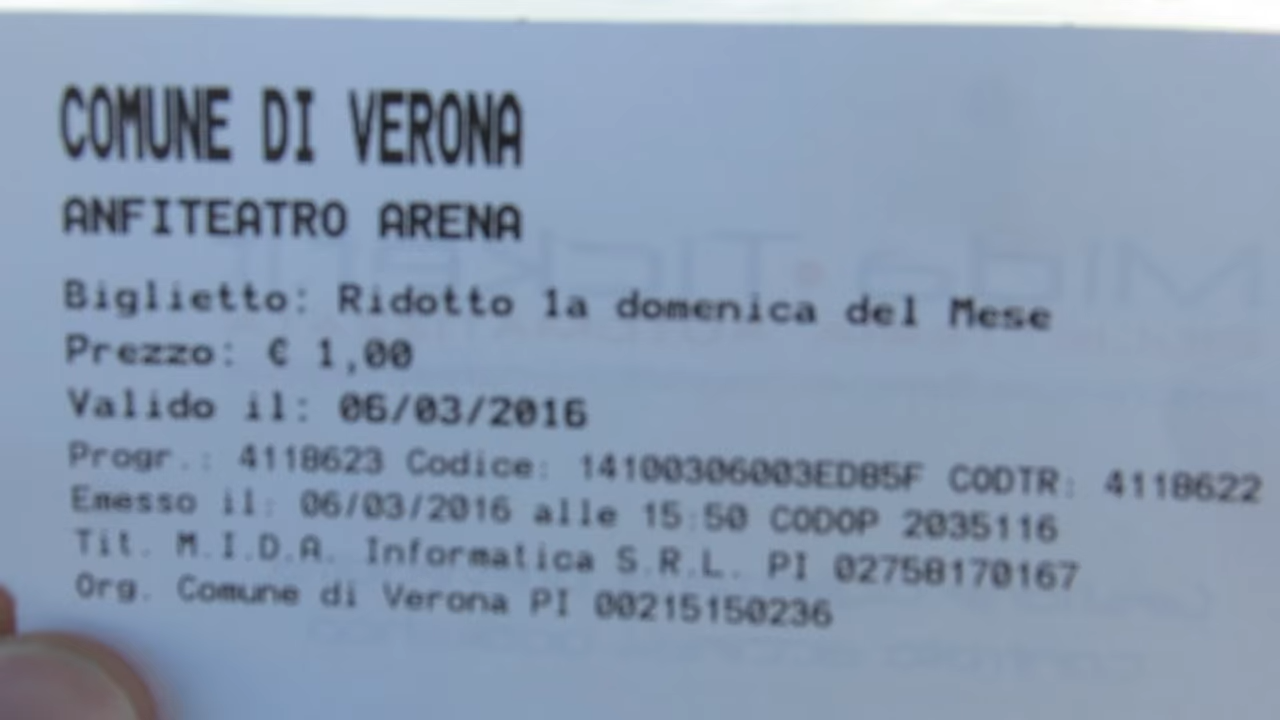 COMUNE DI VERONA
ANFITEATRO ARENA
Biglietto: Ridotto 1a domenica del Mese
Prezzo: € 1,00
Valido il: 06/03/2016
Progr.: 4118623 Codice: 14100306003ED85F CODTR: 4118622
Emesso il: 06/03/2016 alle 15:50 CODOP 2035116
Tit. M.I.D.A. Informatica S.R.L. PI 02758170167
Org. Comune di Verona PI 00215150236